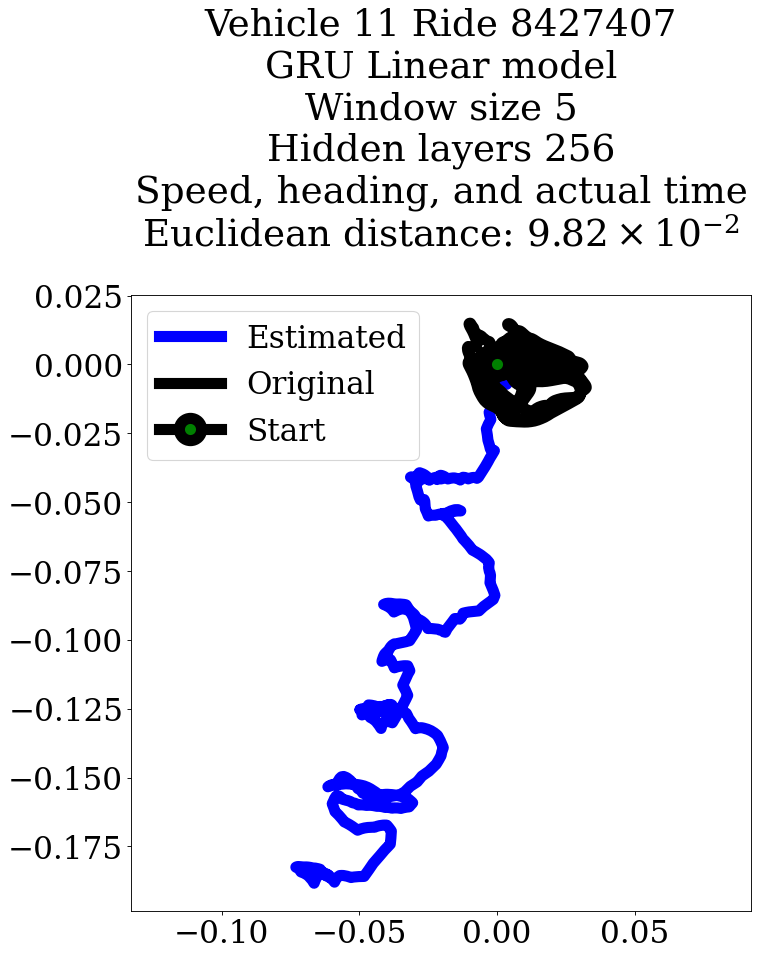 Vehicle 11 Ride 8427407
GRU Linear model
Window size 5
Hidden layers 256
Speed, heading, and actual time
Euclidean distance: 9.82 × 10⁻²
Estimated
Original
Start
0.025
0.000
−0.025
−0.050
−0.075
−0.100
−0.125
−0.150
−0.175
−0.10 −0.05 0.00 0.05